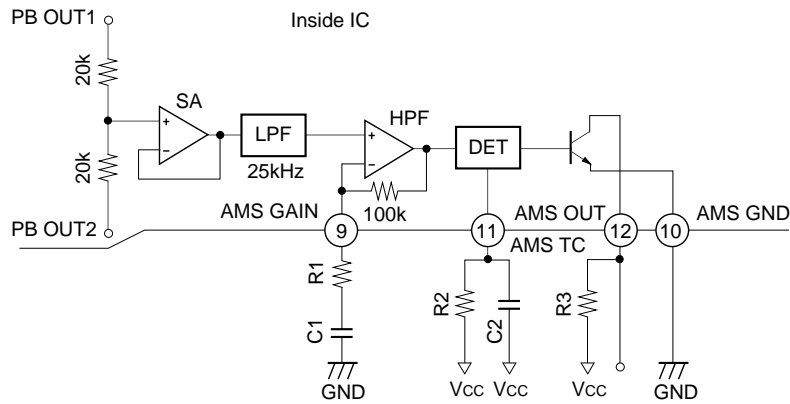 PB OUT1
Inside IC
20k
SA
HPF
LPF
DET
25kHz
20k
100k
AMS GAIN
AMS OUT
AMS GND
PB OUT2
9
11
12
10
AMS TC
R1
R2
C2
R3
C1
GND
VCC
VCC
VCC
GND